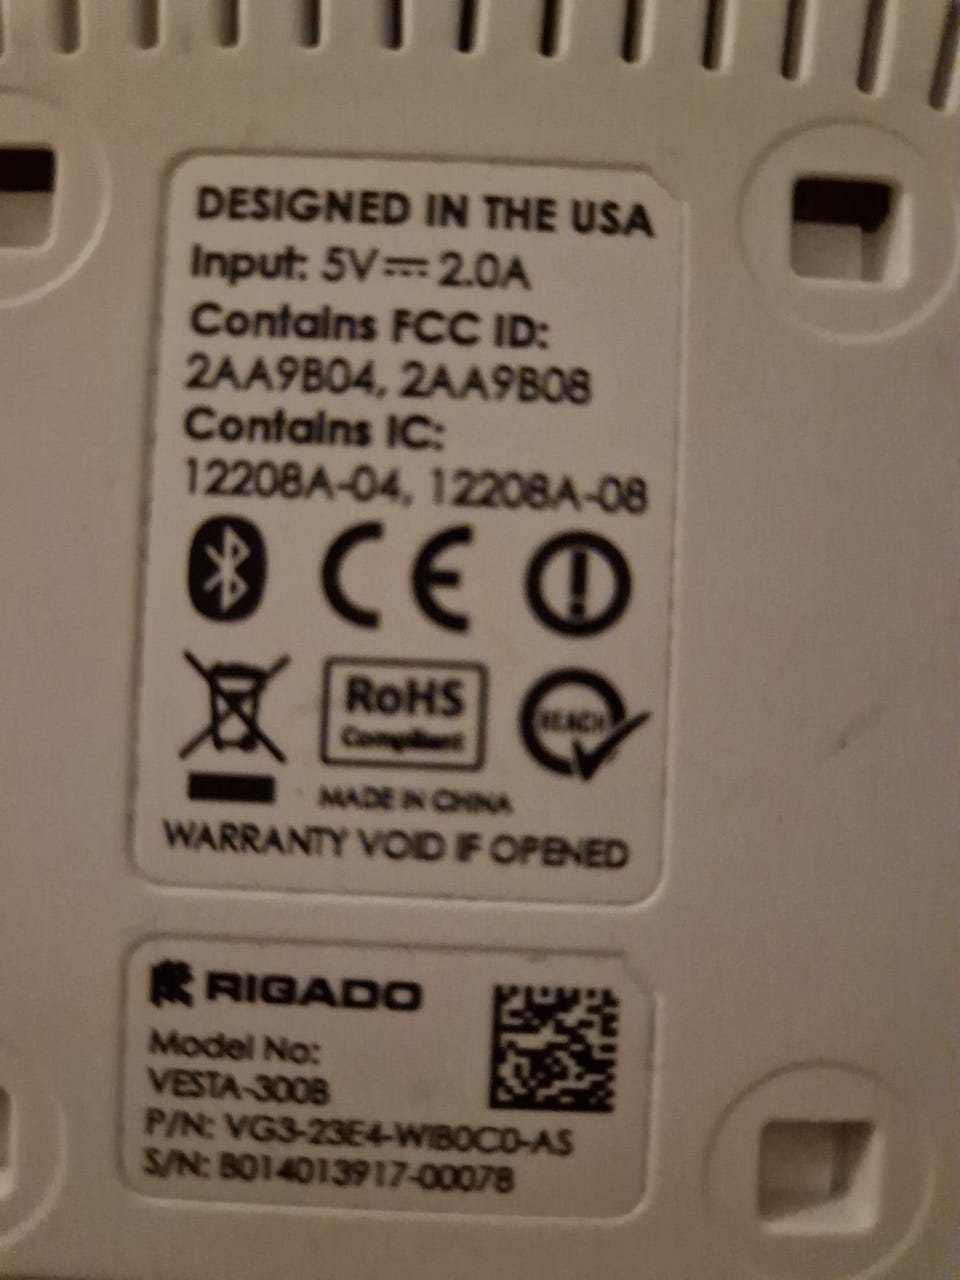 DESIGNED IN THE USA
Input: 5V⎓2.0A
Contains FCC ID:
2AA9B04, 2AA9B08
Contains IC:
12208A-04, 12208A-08
RoHS
Compliant
REACH
MADE IN CHINA
WARRANTY VOID IF OPENED
RIGADO
Model No:
VESTA-300B
P/N: VG3-23E4-WIB0C0-AS
S/N: B014013917-00078